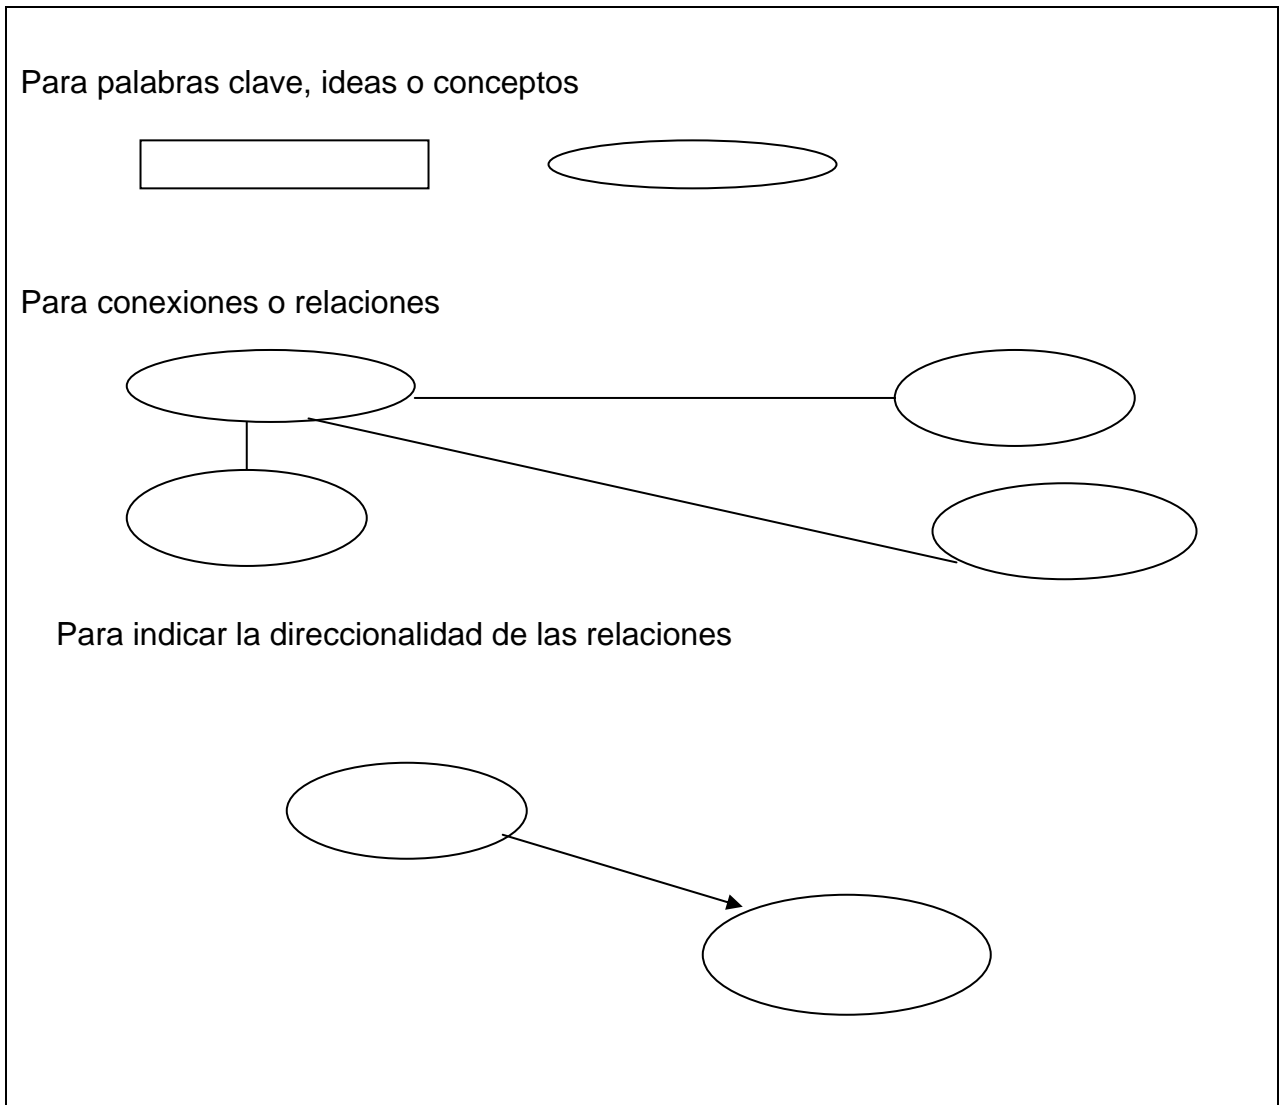 Para palabras clave, ideas o conceptos
Para conexiones o relaciones
Para indicar la direccionalidad de las relaciones